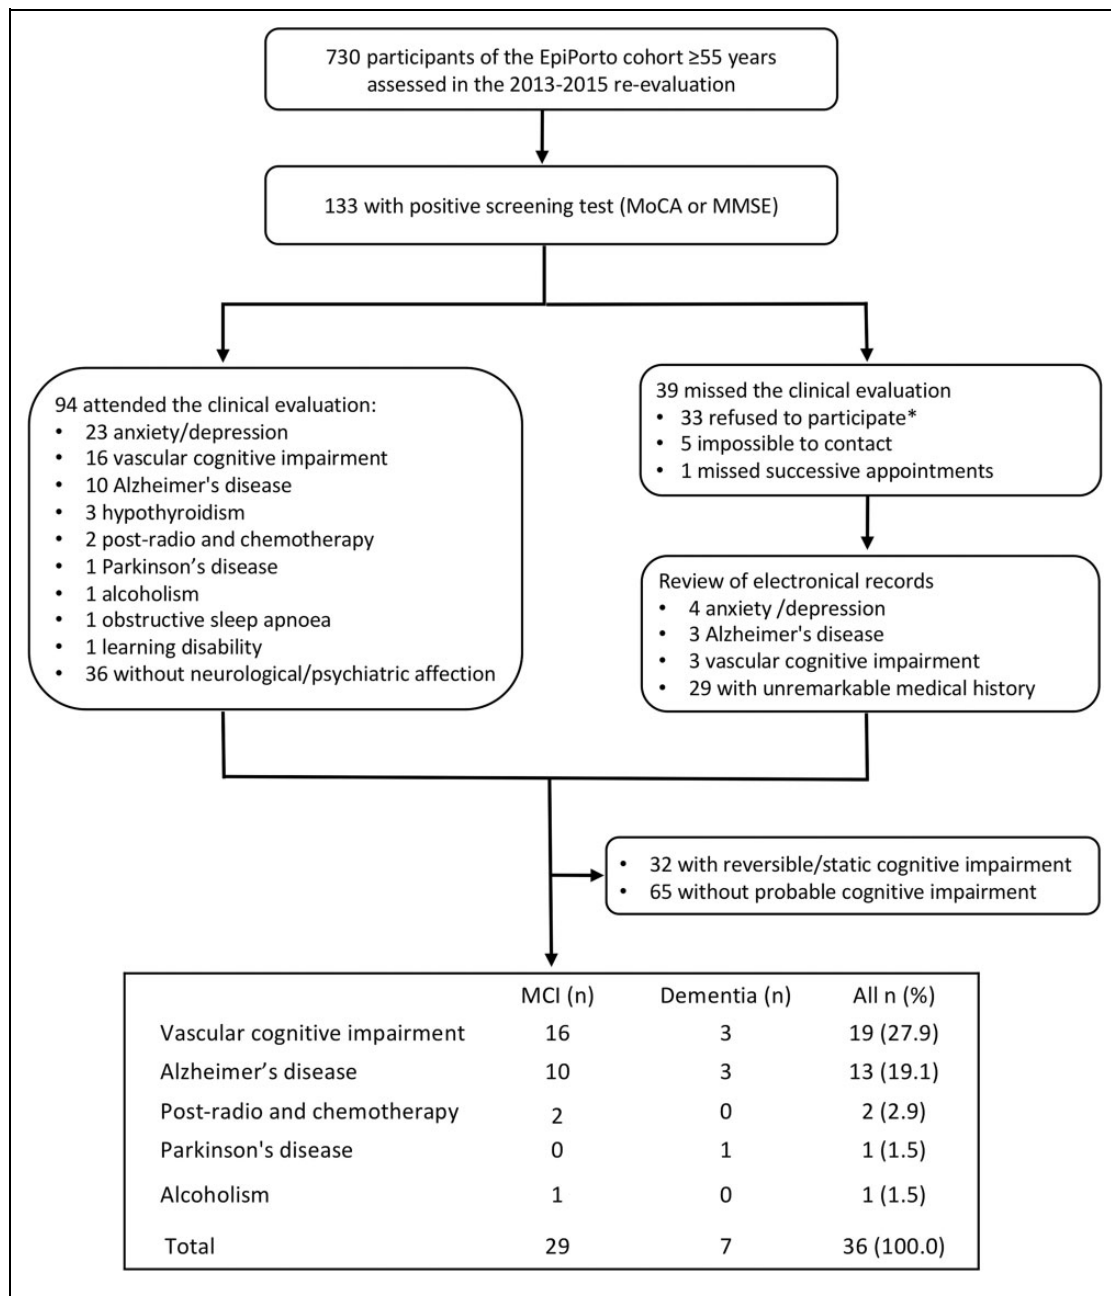 730 participants of the EpiPorto cohort ≥55 years
assessed in the 2013-2015 re-evaluation
133 with positive screening test (MoCA or MMSE)
94 attended the clinical evaluation:
• 23 anxiety/depression
• 16 vascular cognitive impairment
• 10 Alzheimer's disease
• 3 hypothyroidism
• 2 post-radio and chemotherapy
• 1 Parkinson’s disease
• 1 alcoholism
• 1 obstructive sleep apnoea
• 1 learning disability
• 36 without neurological/psychiatric affection
39 missed the clinical evaluation
• 33 refused to participate*
• 5 impossible to contact
• 1 missed successive appointments
Review of electronical records
• 4 anxiety /depression
• 3 Alzheimer's disease
• 3 vascular cognitive impairment
• 29 with unremarkable medical history
• 32 with reversible/static cognitive impairment
• 65 without probable cognitive impairment
MCI (n) Dementia (n) All n (%)
Vascular cognitive impairment 16 3 19 (27.9)
Alzheimer’s disease 10 3 13 (19.1)
Post-radio and chemotherapy 2 0 2 (2.9)
Parkinson's disease 0 1 1 (1.5)
Alcoholism 1 0 1 (1.5)
Total 29 7 36 (100.0)